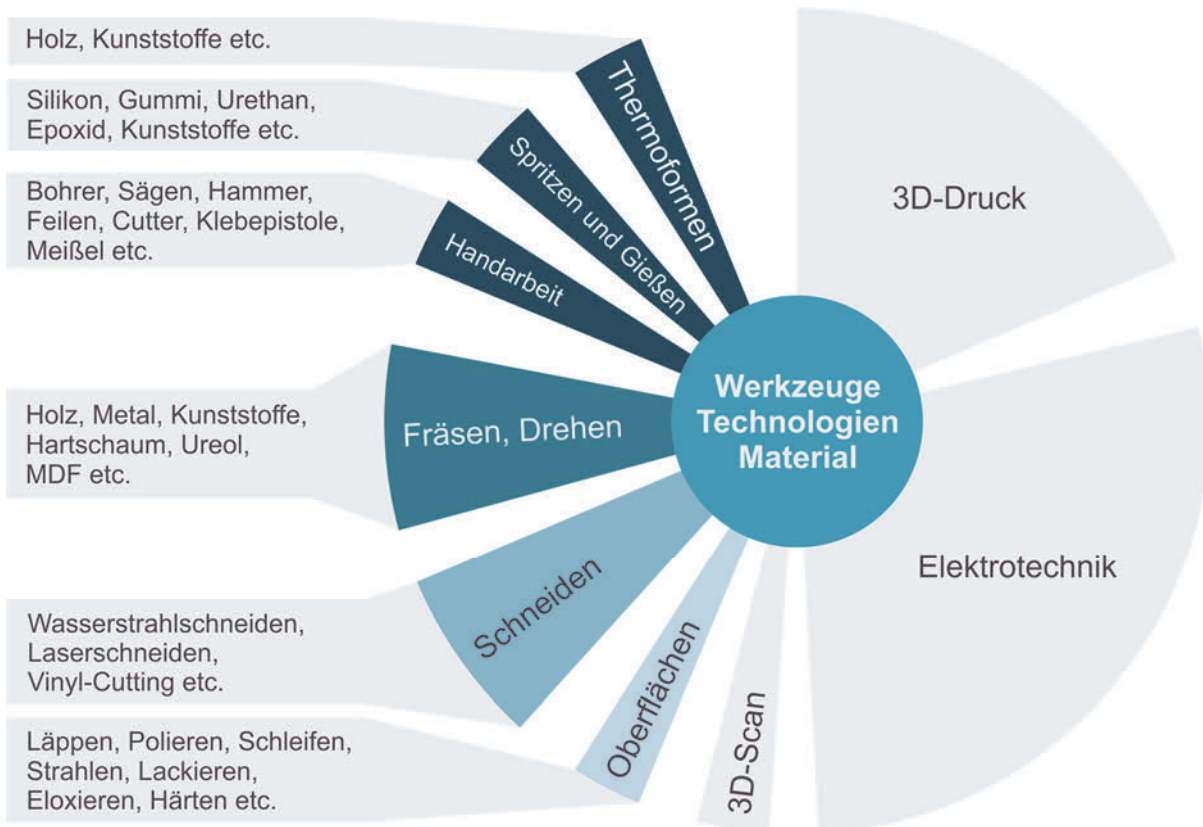 Holz, Kunststoffe etc.
Silikon, Gummi, Urethan,
Epoxid, Kunststoffe etc.
Bohrer, Sägen, Hammer,
Feilen, Cutter, Klebepistole,
Meißel etc.
Holz, Metal, Kunststoffe,
Hartschaum, Ureol,
MDF etc.
Wasserstrahlschneiden,
Laserschneiden,
Vinyl-Cutting etc.
Läppen, Polieren, Schleifen,
Strahlen, Lackieren,
Eloxieren, Härten etc.
Thermoformen
Spritzen und Gießen
Handarbeit
Fräsen, Drehen
Schneiden
Oberflächen
3D-Scan
Werkzeuge
Technologien
Material
3D-Druck
Elektrotechnik